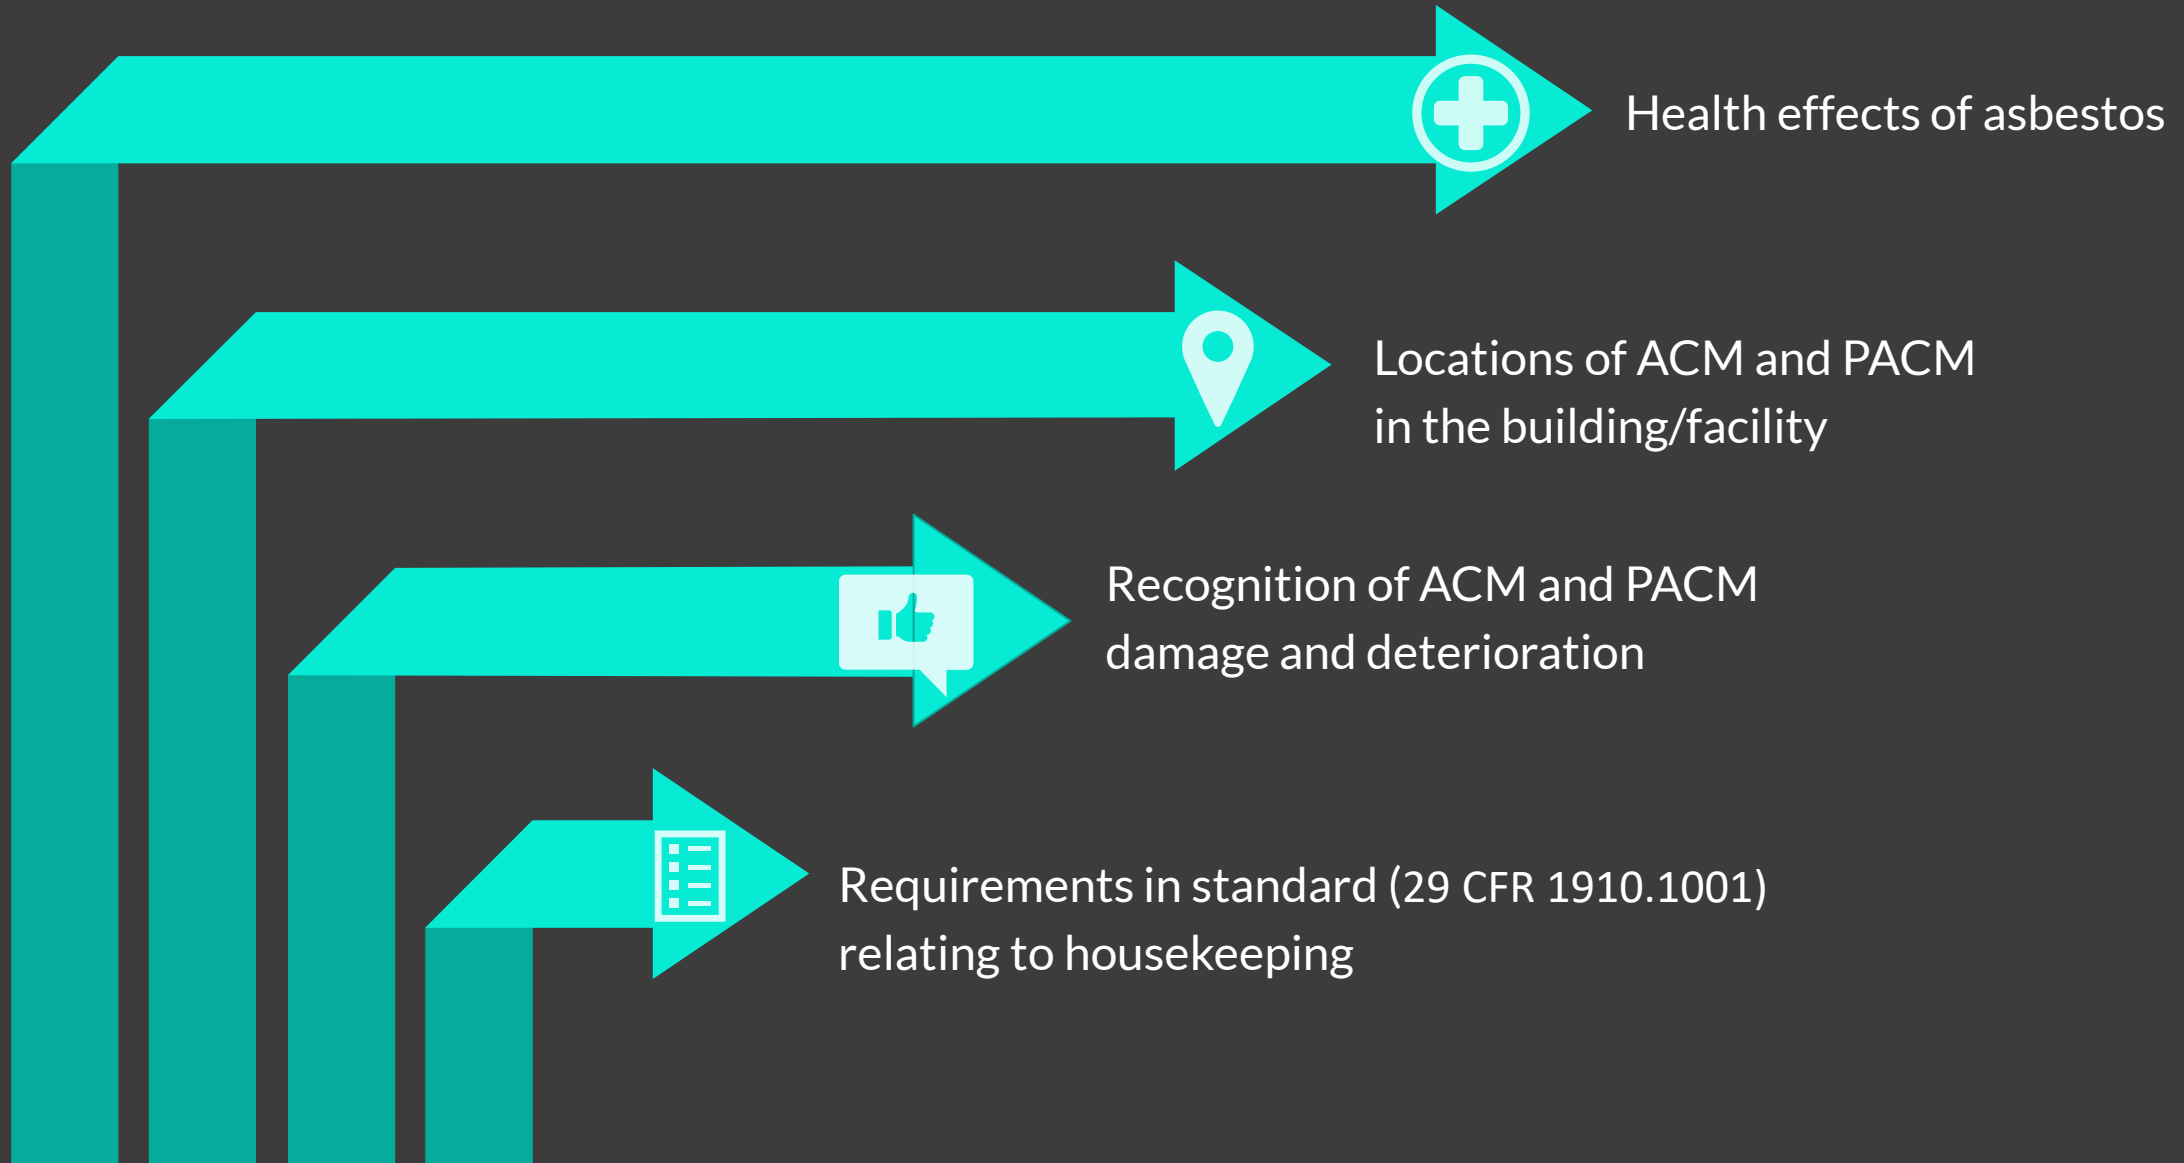 Health effects of asbestos
Locations of ACM and PACM
in the building/facility
Recognition of ACM and PACM
damage and deterioration
Requirements in standard (29 CFR 1910.1001)
relating to housekeeping